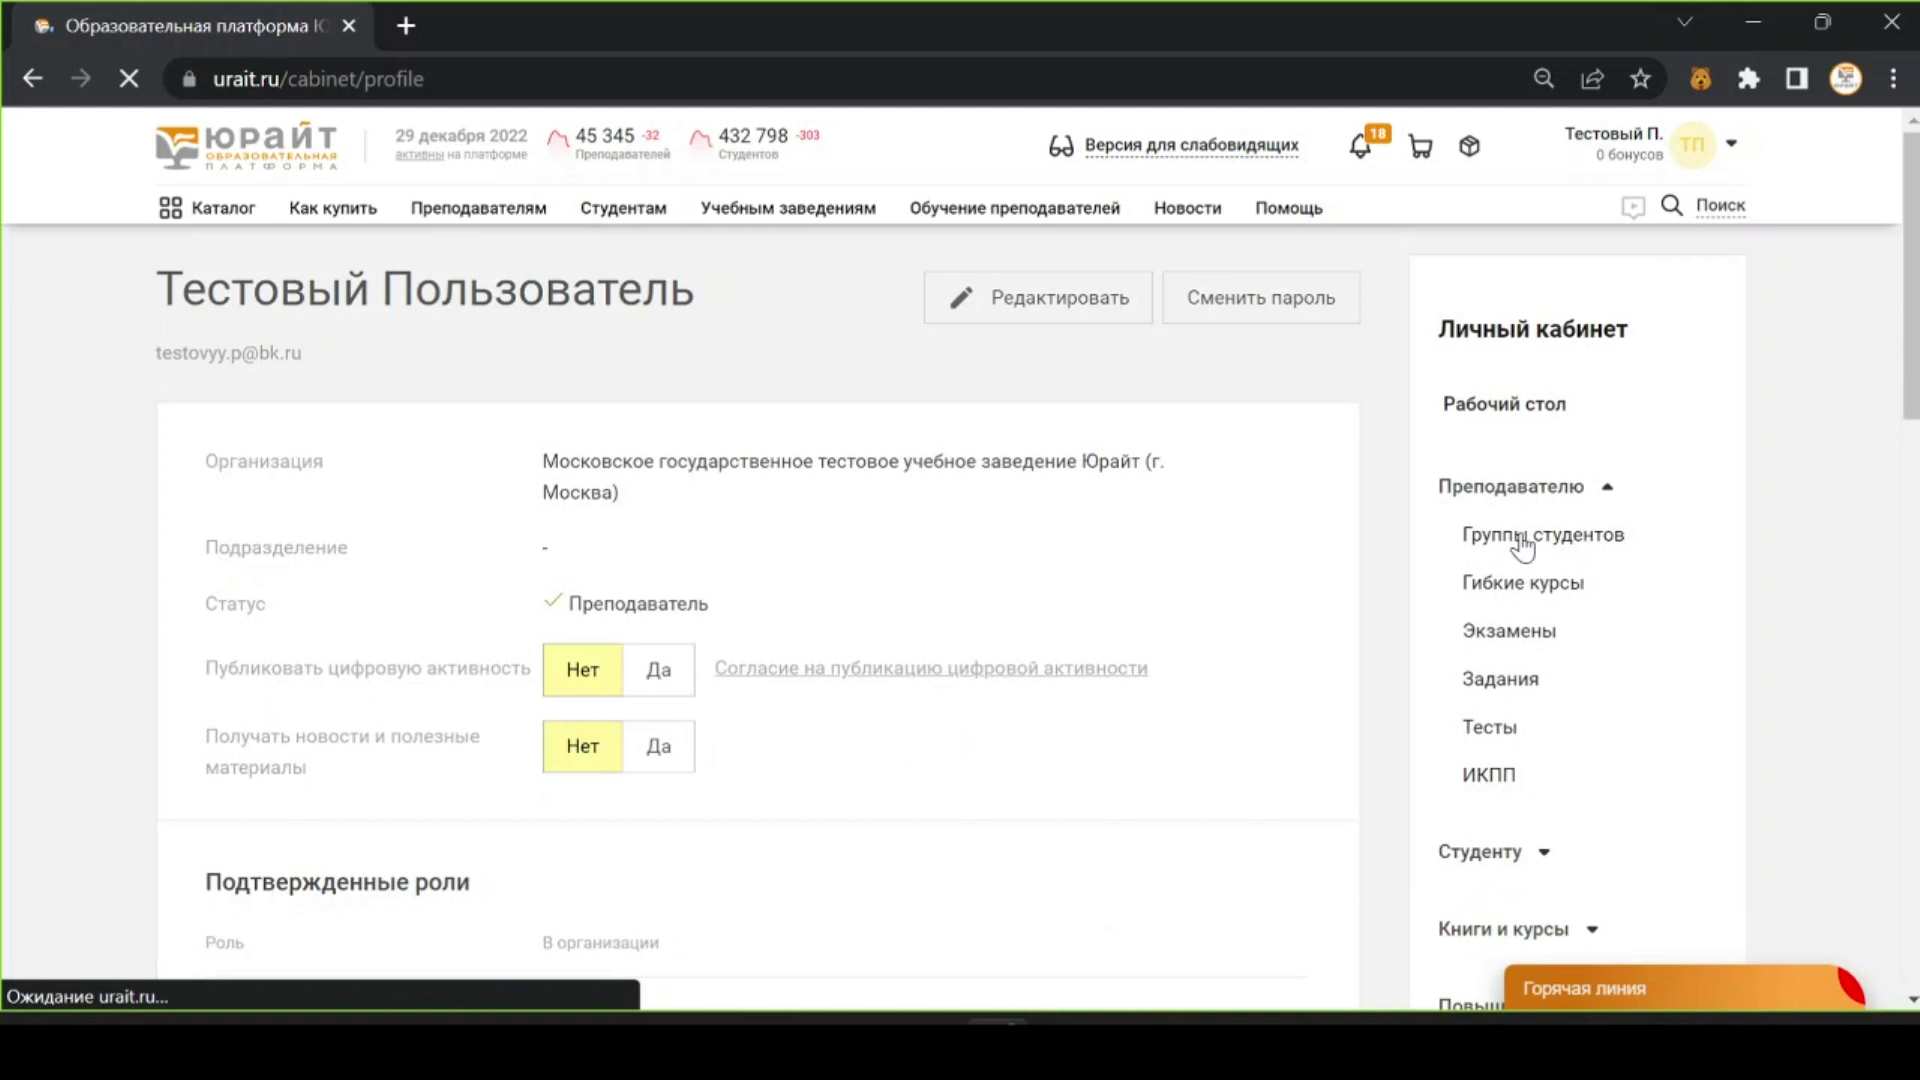 Образовательная платформа Ю
urait.ru/cabinet/profile
ЮРАЙТ
ОБРАЗОВАТЕЛЬНАЯ
ПЛАТФОРМА
29 декабря 2022
активны на платформе
45 345 -32
Преподавателей
432 798 -303
Студентов
Версия для слабовидящих
18
Тестовый П.
0 бонусов
ТП
Каталог
Как купить
Преподавателям
Студентам
Учебным заведениям
Обучение преподавателей
Новости
Помощь
Поиск
Тестовый Пользователь
Редактировать
Сменить пароль
testovyy.p@bk.ru
Организация
Московское государственное тестовое учебное заведение Юрайт (г.
Москва)
Подразделение
-
Статус
Преподаватель
Публиковать цифровую активность
Нет
Да
Согласие на публикацию цифровой активности
Получать новости и полезные
материалы
Нет
Да
Подтвержденные роли
Роль
В организации
Личный кабинет
Рабочий стол
Преподавателю
Группы студентов
Гибкие курсы
Экзамены
Задания
Тесты
ИКПП
Студенту
Книги и курсы
Повыш
Горячая линия
Ожидание urait.ru...